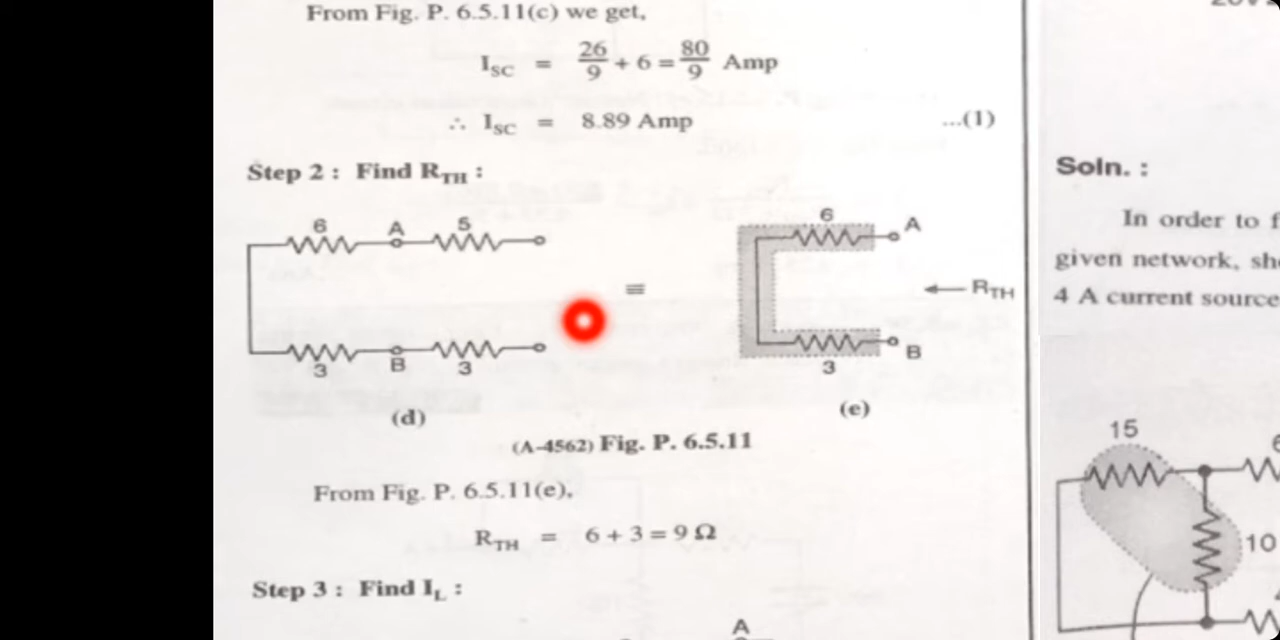 From Fig. P. 6.5.11(c) we get,
I_SC = 26/9 + 6 = 80/9 Amp
∴ I_SC = 8.89 Amp ...(1)
Step 2 : Find R_TH :
6 A 5
3 B 3
(d)
≡
6 A
R_TH
3 B
(e)
(A-4562) Fig. P. 6.5.11
From Fig. P. 6.5.11(e),
R_TH = 6 + 3 = 9 Ω
Step 3 : Find I_L :
A
Soln. :
In order to f
given network, sh
4 A current source
15
10